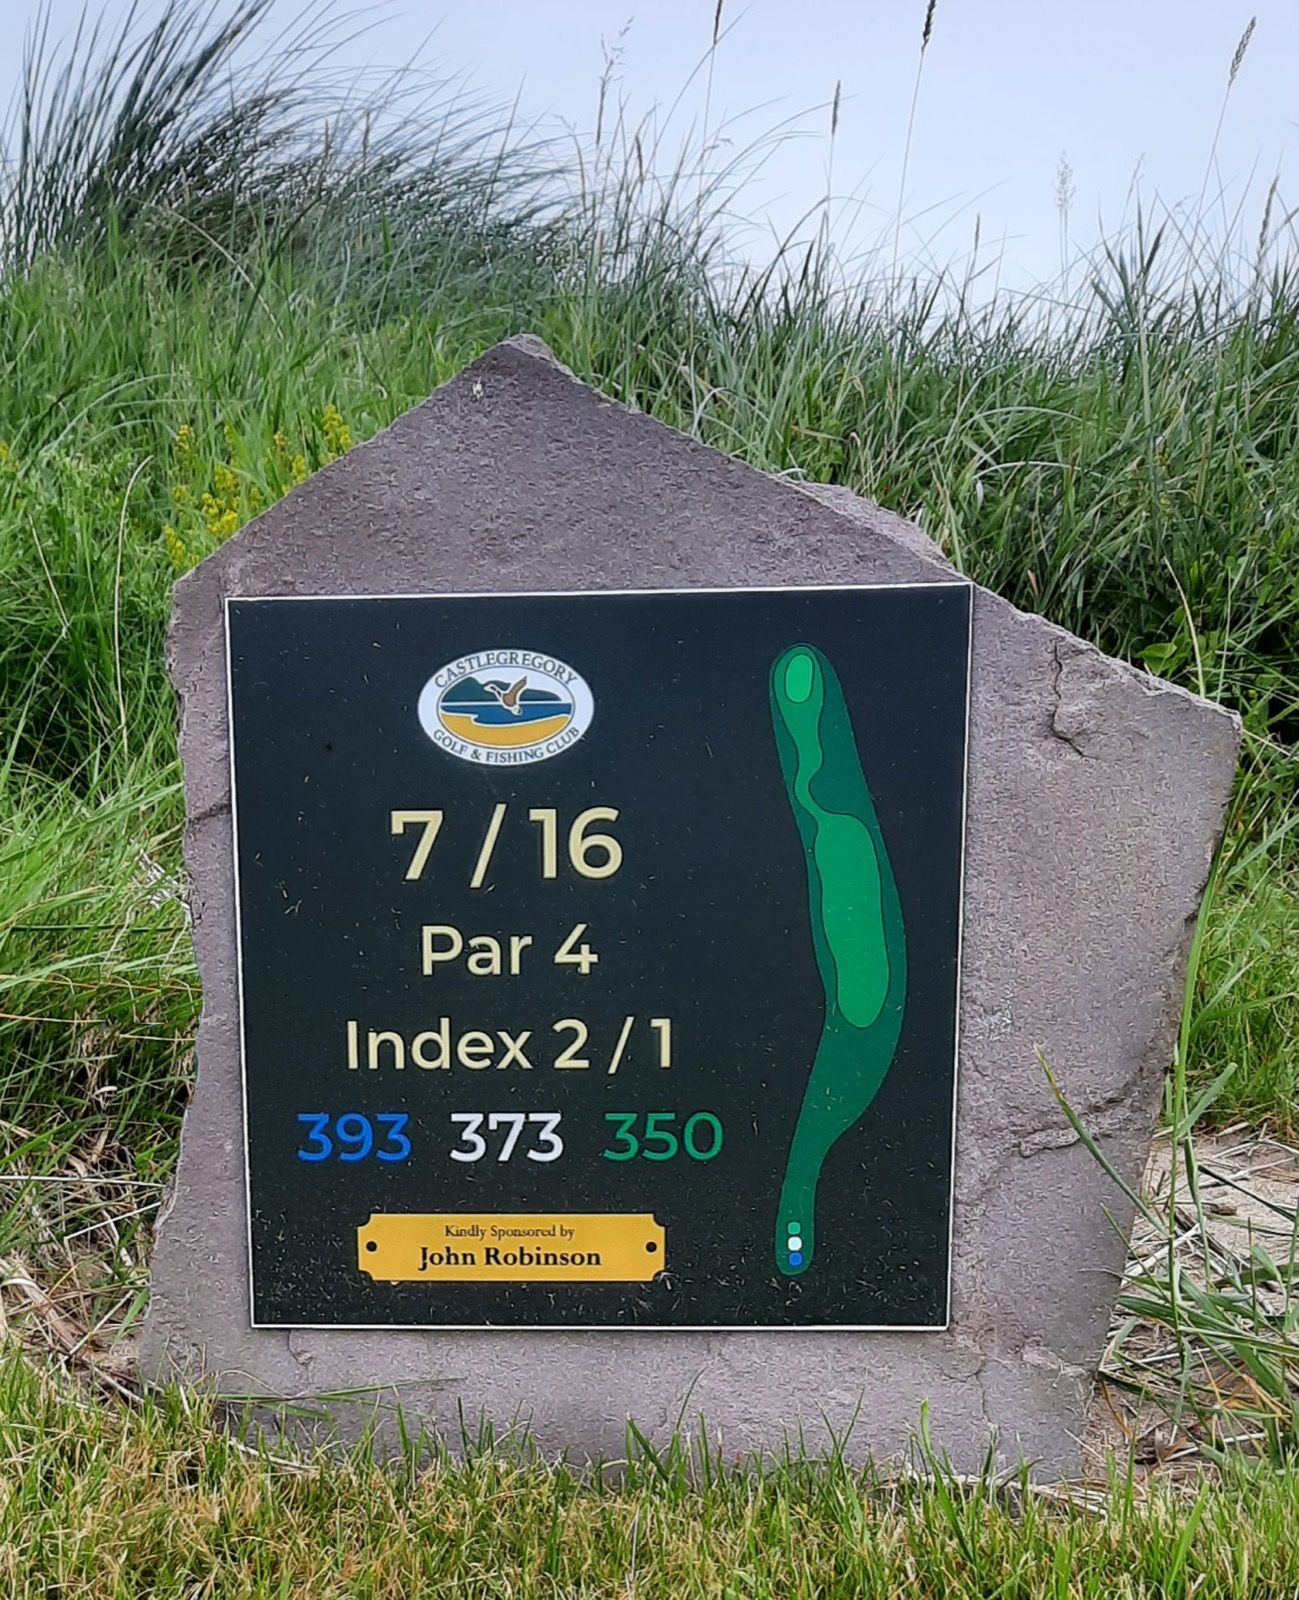 CASTLEGREGORY
GOLF & FISHING CLUB
7 / 16
Par 4
Index 2 / 1
393 373 350
Kindly Sponsored by
John Robinson